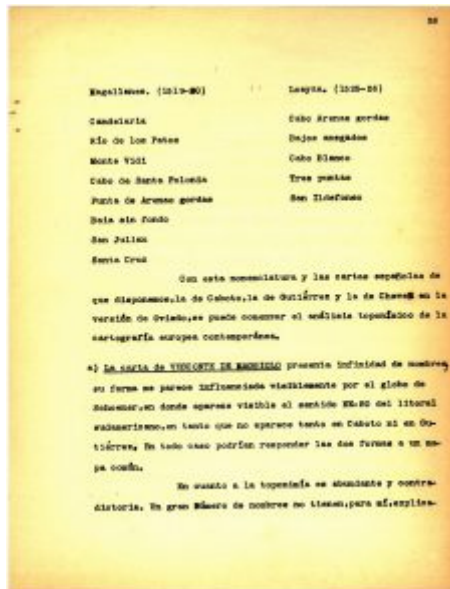 58
Magallanes. (1519-20) Loaysa. (1525-26)
Candelaria Cabo Arenas gordas
Río de los Patos Bajos anegados
Monte Vidi Cabo Blanco
Cabo de Santa Polonia Tres puntas
Punta de Arenas gordas San Ildefonso
Baia sin fondo
San Julian
Santa Cruz
Con esta nomenclatura y las cartas españolas de
que disponemos,la de Caboto,la de Gutiérrez y la de Chaves en la
versión de Oviedo,se puede comenzar el análisis toponímico de la
cartografía europea contemporánea.
a) La carta de VESCONTE DE MAGGIOLO presenta infinidad de nombres,
su forma me parece influenciada visiblemente por el globo de
Schoener,en donde aparece visible el sentido NE-SO del litoral
sudamericano,en tanto que no aparece tanto en Caboto ni en Gu-
tiérrez. En todo caso podrían responder las dos formas a un ma-
pa común.
En cuanto a la toponimia es abundante y contra-
dictoria. Un gran Número de nombres no tienen,para mí,explica-